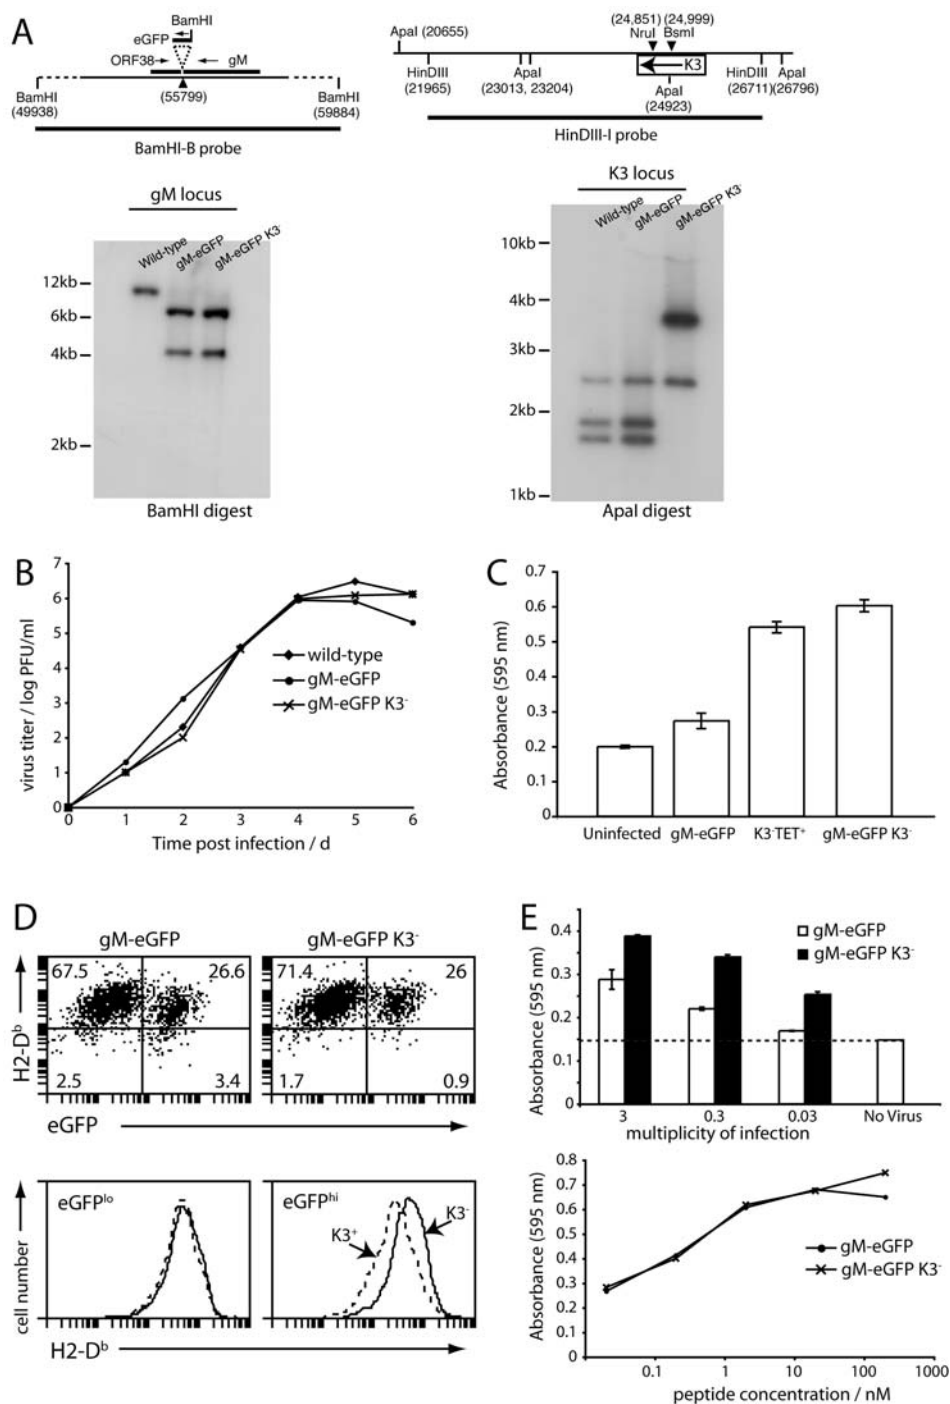 A
BamHI
eGFP
ORF38
gM
BamHI
(49938)
(55799)
BamHI
(59884)
BamHI-B probe
ApaI (20655)
(24,851) (24,999)
NruI BsmI
K3
HinDIII
(21965)
ApaI
(23013, 23204)
ApaI
(24923)
HinDIII
(26711)
ApaI
(26796)
HinDIII-I probe
gM locus
Wild-type
gM-eGFP
gM-eGFP K3
12kb
6kb
4kb
2kb
BamHI digest
K3 locus
Wild-type
gM-eGFP
gM-eGFP K3-
10kb
4kb
3kb
2kb
1kb
ApaI digest
B
virus titer / log PFU/ml
7
6
5
4
3
2
1
0
0 1 2 3 4 5 6
Time post infection / d
wild-type
gM-eGFP
gM-eGFP K3-
C
Absorbance (595 nm)
0.7
0.6
0.5
0.4
0.3
0.2
0.1
0
Uninfected gM-eGFP K3-TET+ gM-eGFP K3-
D
gM-eGFP
gM-eGFP K3-
67.5 26.6
2.5 3.4
71.4 26
1.7 0.9
H2-Db
eGFP
cell number
eGFPlo
eGFPhi
K3+
K3-
H2-Db
E
Absorbance (595 nm)
0.4
0.3
0.2
0.1
0
gM-eGFP
gM-eGFP K3-
3 0.3 0.03 No Virus
multiplicity of infection
Absorbance (595 nm)
0.8
0.7
0.6
0.5
0.4
0.3
0.2
0.1
0
gM-eGFP
gM-eGFP K3-
0.1 1 10 100 1000
peptide concentration / nM